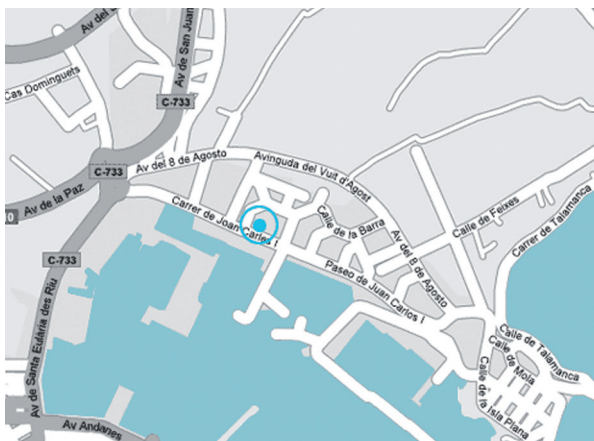 Av de San Juan
Cas Dominguets
C-733
C-733
Av del 8 de Agosto
Avinguda del Vuit d'Agost
Av de la Paz
Carrer de Joan Carles I
Calle de la Barra
Calle de Feixes
Carrer de Talamanca
Av del 8 de Agosto
C-733
Paseo de Juan Carlos I
Av de Santa Eulària des Riu
Calle de Talamanca
Calle de Mola
Calle de la
Isla Plana
Av Andanes